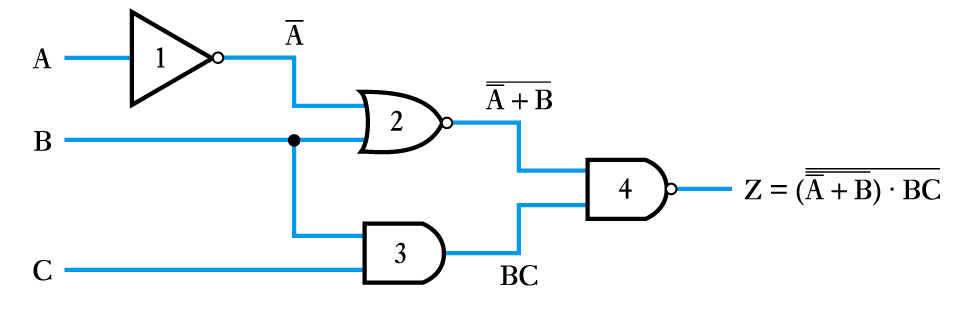 A
1
A̅
B
2
A̅ + B̅
C
3
BC
4
Z = (A̅ + B) · BC